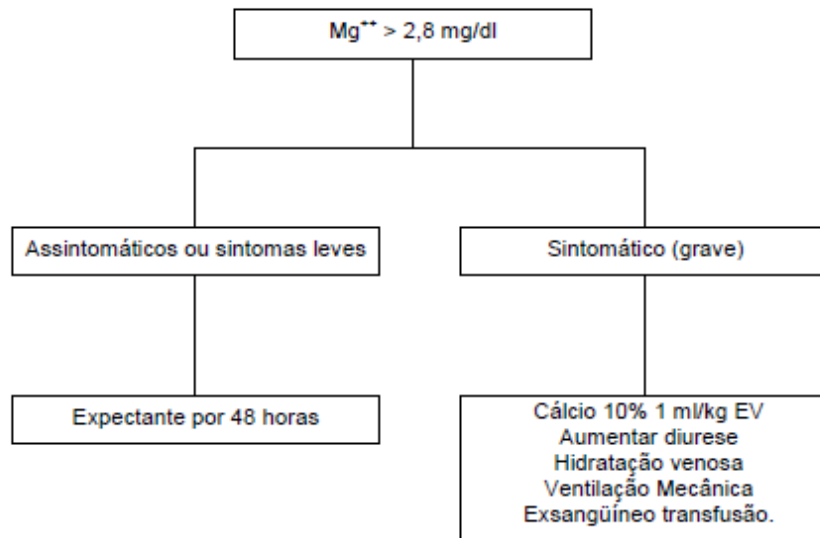 Mg⁺⁺ > 2,8 mg/dl
Assintomáticos ou sintomas leves
Sintomático (grave)
Expectante por 48 horas
Cálcio 10% 1 ml/kg EV
Aumentar diurese
Hidratação venosa
Ventilação Mecânica
Exsangüíneo transfusão.